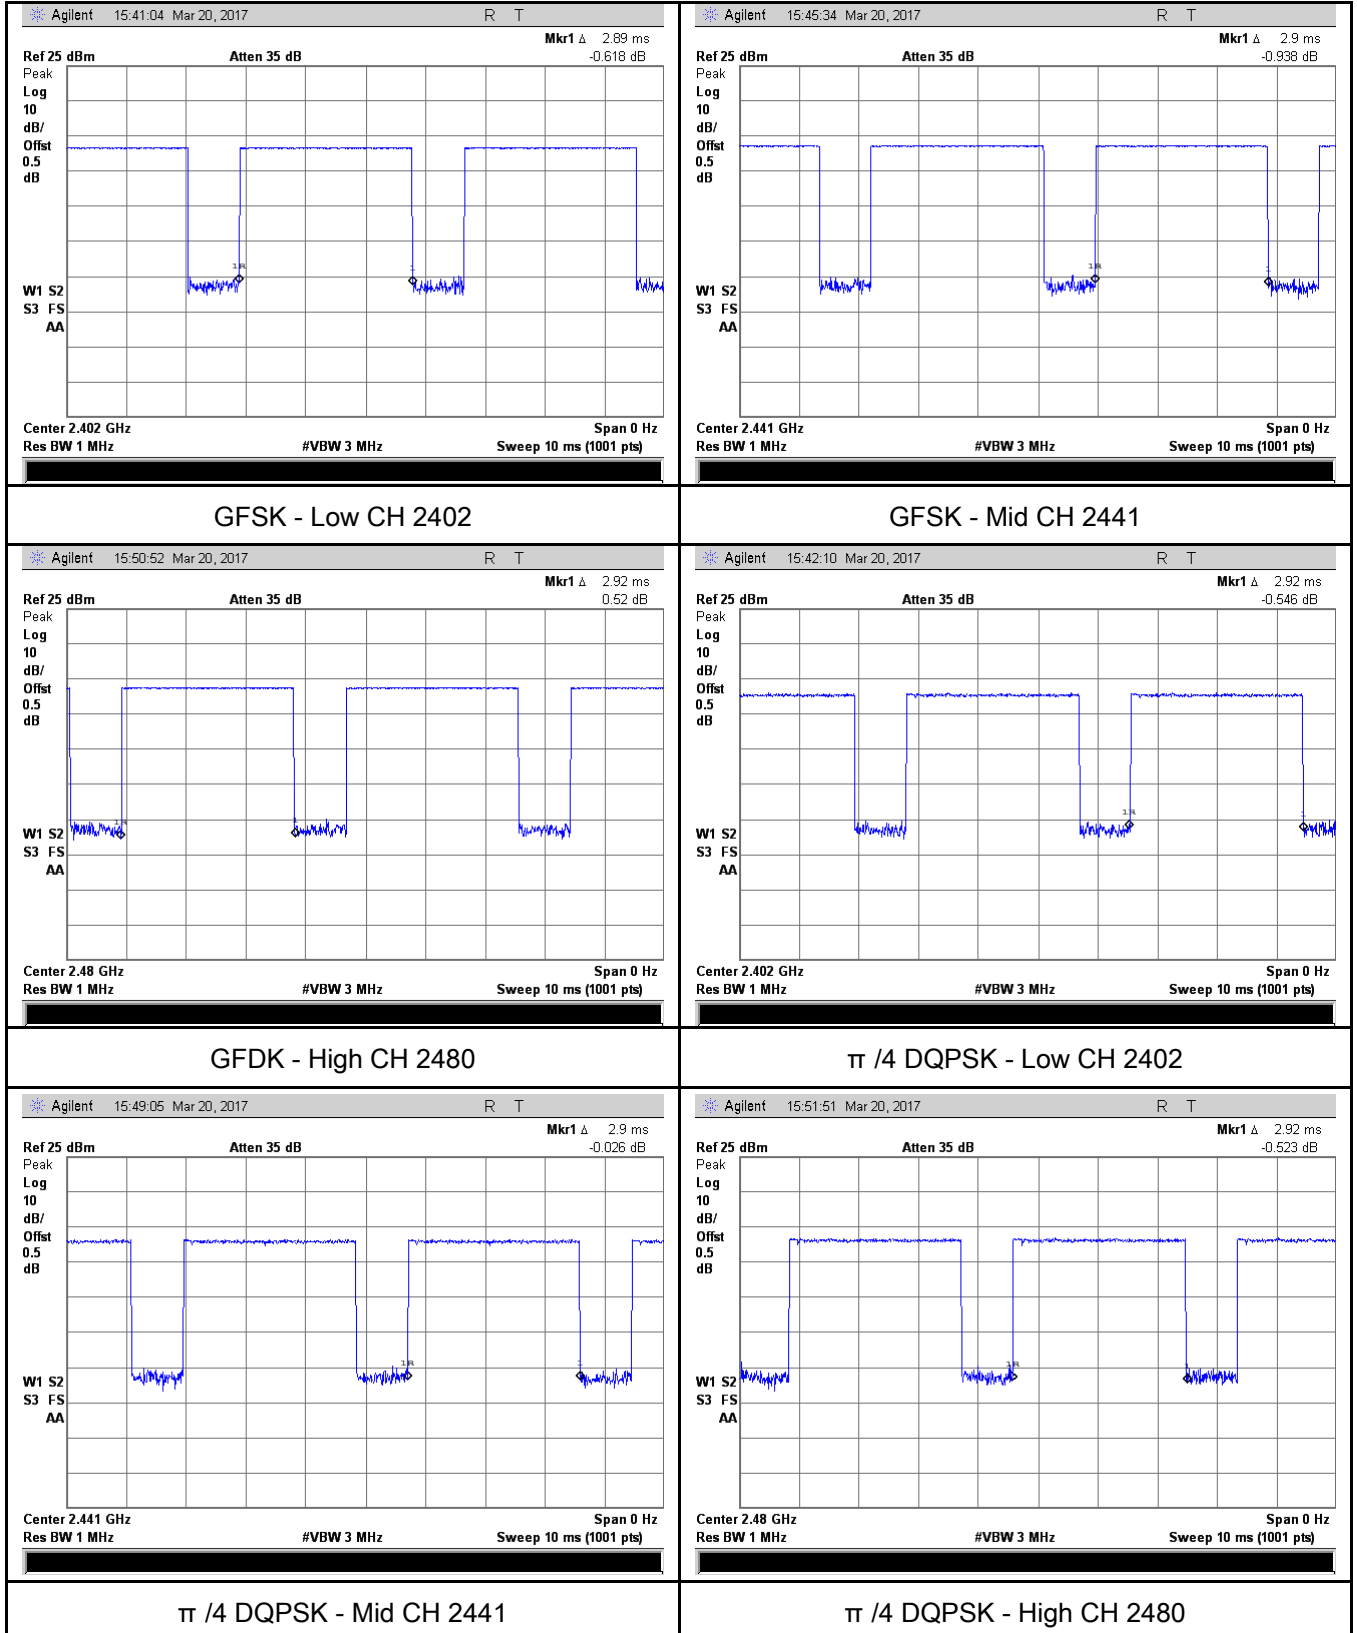 Agilent 15:41:04 Mar 20, 2017 R T
Mkr1 Δ 2.89 ms
Ref 25 dBm Atten 35 dB -0.618 dB
Peak
Log
10
dB/
Offst
0.5
dB
1R
1
W1 S2
S3 FS
AA
Center 2.402 GHz Span 0 Hz
Res BW 1 MHz #VBW 3 MHz Sweep 10 ms (1001 pts)
GFSK - Low CH 2402
Agilent 15:45:34 Mar 20, 2017 R T
Mkr1 Δ 2.9 ms
Ref 25 dBm Atten 35 dB -0.938 dB
Peak
Log
10
dB/
Offst
0.5
dB
1R
1
W1 S2
S3 FS
AA
Center 2.441 GHz Span 0 Hz
Res BW 1 MHz #VBW 3 MHz Sweep 10 ms (1001 pts)
GFSK - Mid CH 2441
Agilent 15:50:52 Mar 20, 2017 R T
Mkr1 Δ 2.92 ms
Ref 25 dBm Atten 35 dB 0.52 dB
Peak
Log
10
dB/
Offst
0.5
dB
1R
W1 S2
S3 FS
AA
Center 2.48 GHz Span 0 Hz
Res BW 1 MHz #VBW 3 MHz Sweep 10 ms (1001 pts)
GFDK - High CH 2480
Agilent 15:42:10 Mar 20, 2017 R T
Mkr1 Δ 2.92 ms
Ref 25 dBm Atten 35 dB -0.546 dB
Peak
Log
10
dB/
Offst
0.5
dB
1R
1
W1 S2
S3 FS
AA
Center 2.402 GHz Span 0 Hz
Res BW 1 MHz #VBW 3 MHz Sweep 10 ms (1001 pts)
π /4 DQPSK - Low CH 2402
Agilent 15:49:05 Mar 20, 2017 R T
Mkr1 Δ 2.9 ms
Ref 25 dBm Atten 35 dB -0.026 dB
Peak
Log
10
dB/
Offst
0.5
dB
1R
1
W1 S2
S3 FS
AA
Center 2.441 GHz Span 0 Hz
Res BW 1 MHz #VBW 3 MHz Sweep 10 ms (1001 pts)
π /4 DQPSK - Mid CH 2441
Agilent 15:51:51 Mar 20, 2017 R T
Mkr1 Δ 2.92 ms
Ref 25 dBm Atten 35 dB -0.523 dB
Peak
Log
10
dB/
Offst
0.5
dB
1R
W1 S2
S3 FS
AA
Center 2.48 GHz Span 0 Hz
Res BW 1 MHz #VBW 3 MHz Sweep 10 ms (1001 pts)
π /4 DQPSK - High CH 2480